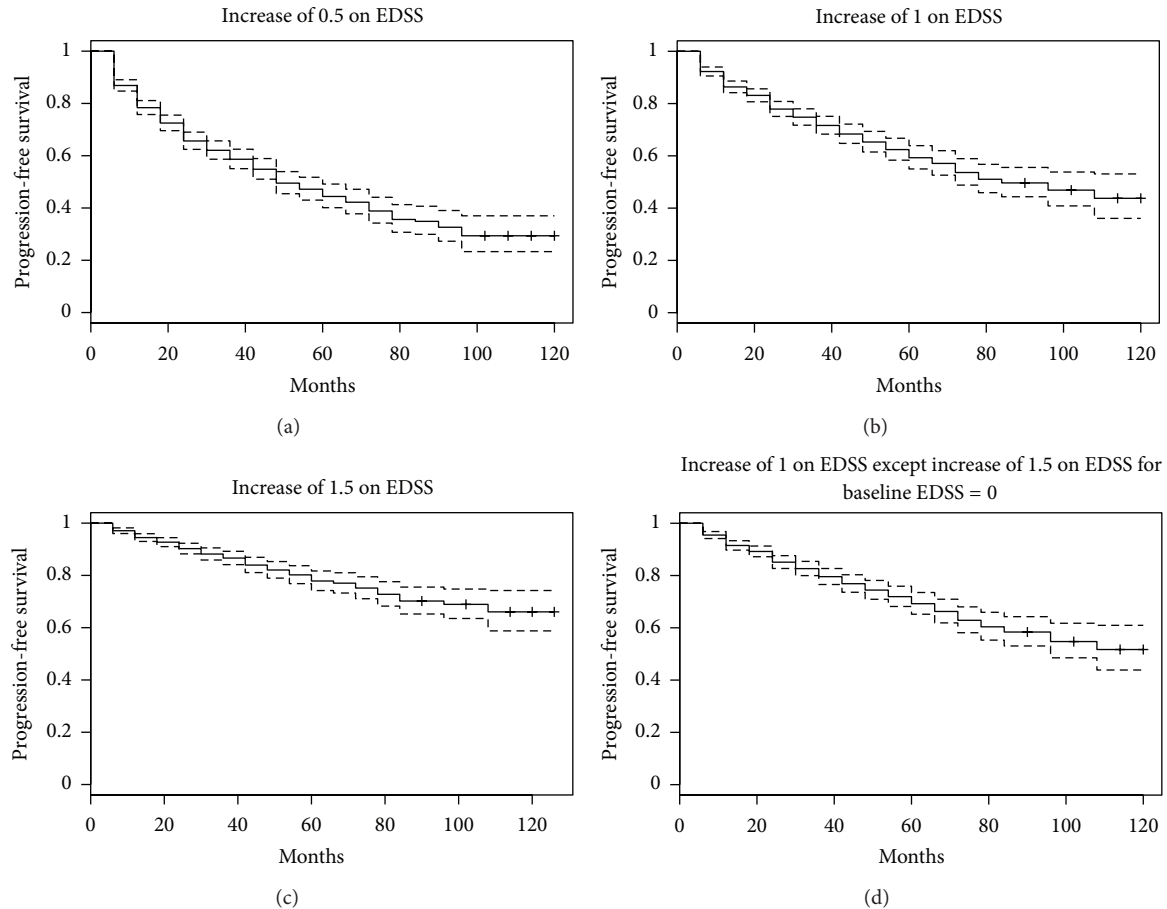 Increase of 0.5 on EDSS
1
0.8
0.6
0.4
0.2
0
Progression-free survival
0 20 40 60 80 100 120
Months
(a)
Increase of 1 on EDSS
1
0.8
0.6
0.4
0.2
0
Progression-free survival
0 20 40 60 80 100 120
Months
(b)
Increase of 1.5 on EDSS
1
0.8
0.6
0.4
0.2
0
Progression-free survival
0 20 40 60 80 100 120
Months
(c)
Increase of 1 on EDSS except increase of 1.5 on EDSS for
baseline EDSS = 0
1
0.8
0.6
0.4
0.2
0
Progression-free survival
0 20 40 60 80 100 120
Months
(d)